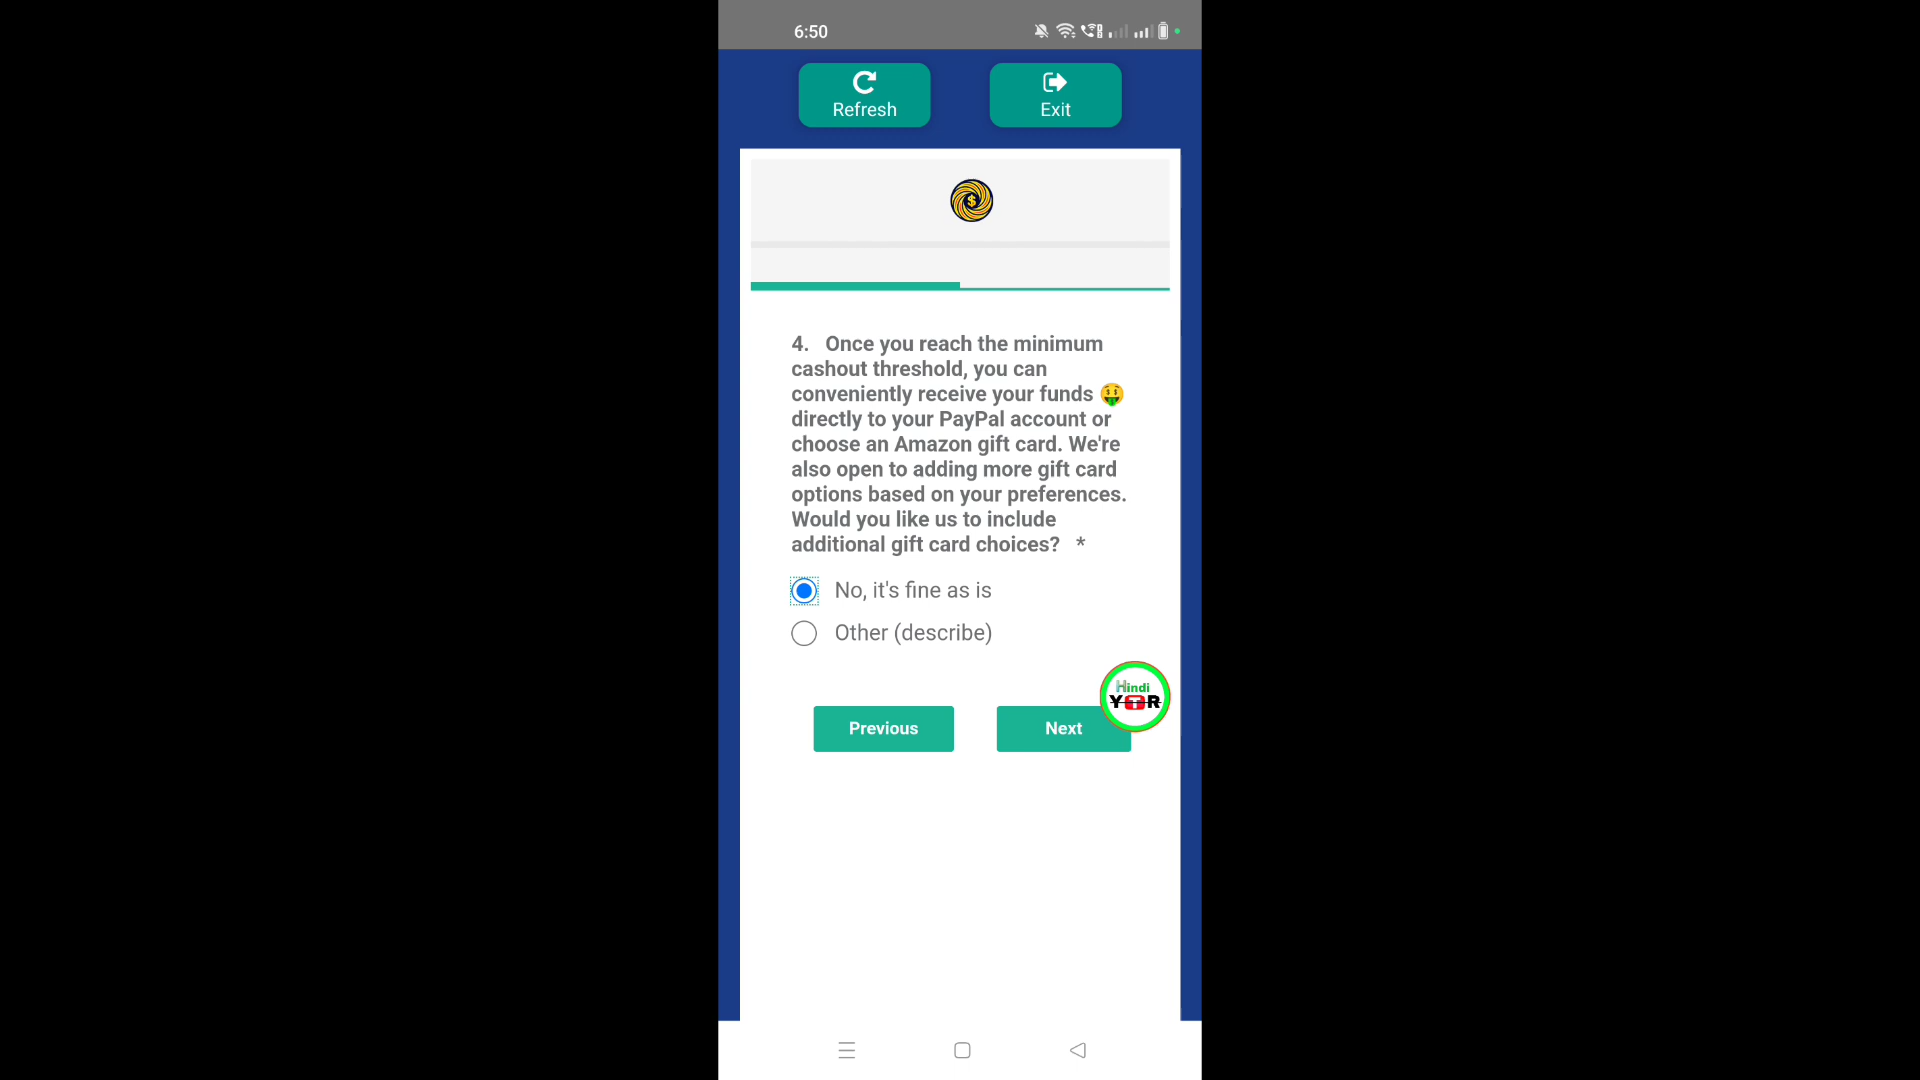 6:50
Refresh
Exit
4. Once you reach the minimum
cashout threshold, you can
conveniently receive your funds 🤑
directly to your PayPal account or
choose an Amazon gift card. We're
also open to adding more gift card
options based on your preferences.
Would you like us to include
additional gift card choices? *
No, it's fine as is
Other (describe)
Hindi
YTR
Previous
Next